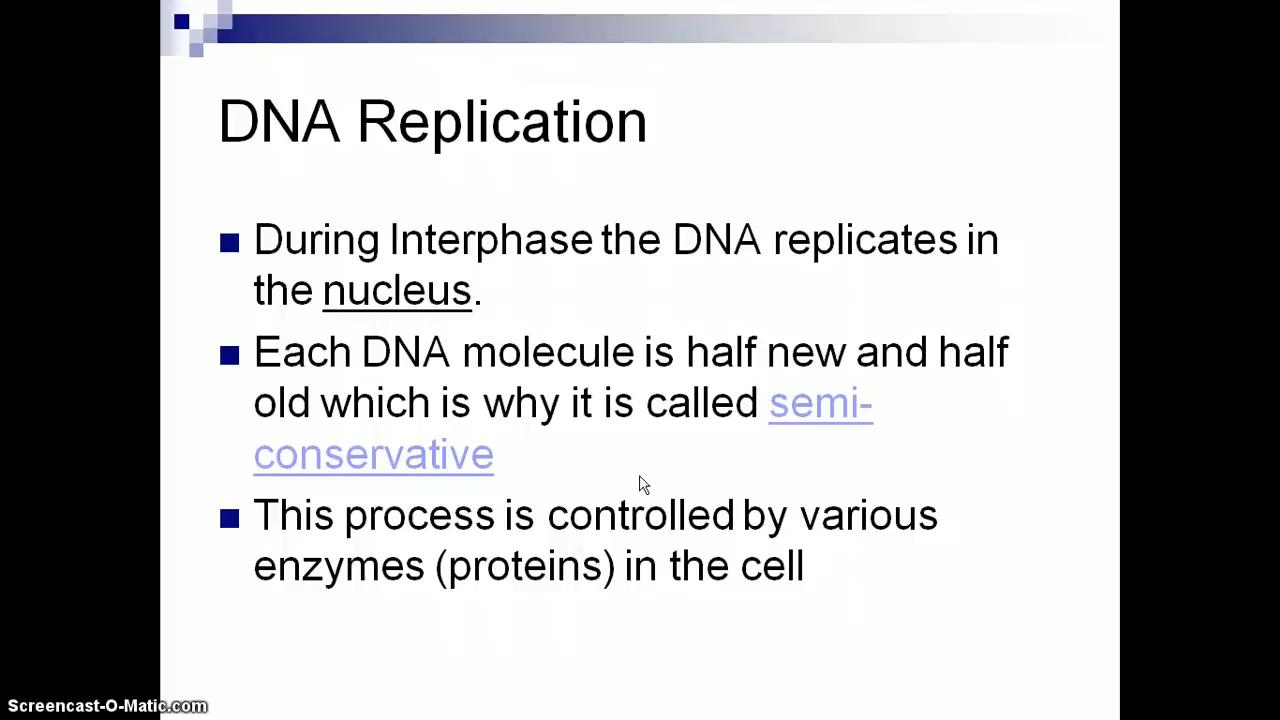 DNA Replication
During Interphase the DNA replicates in
the nucleus.
Each DNA molecule is half new and half
old which is why it is called semi-
conservative
This process is controlled by various
enzymes (proteins) in the cell
Screencast-O-Matic.com